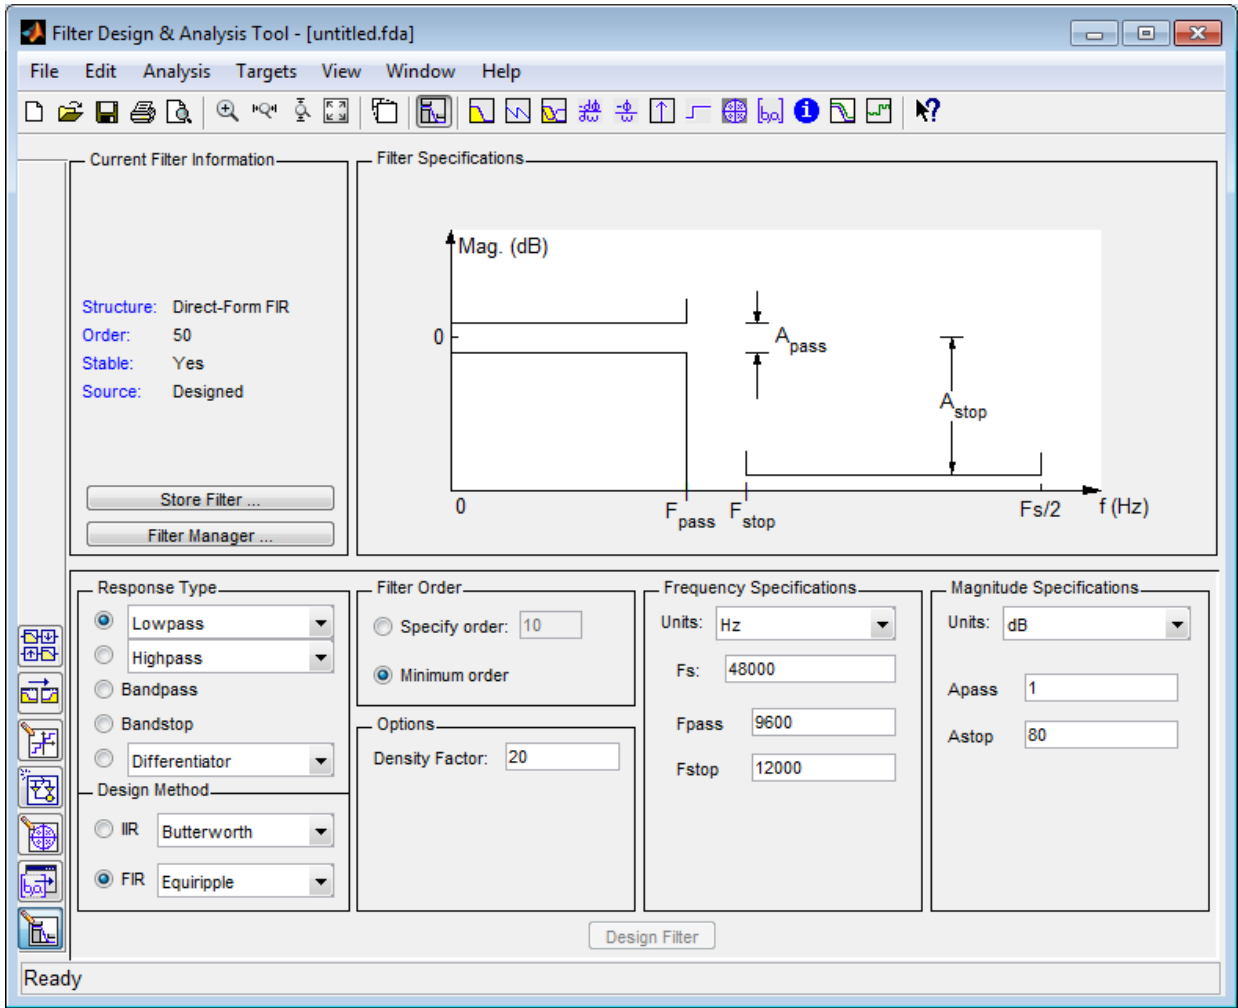 Filter Design & Analysis Tool - [untitled.fda]
File Edit Analysis Targets View Window Help
Current Filter Information
Structure: Direct-Form FIR
Order: 50
Stable: Yes
Source: Designed
Store Filter ...
Filter Manager ...
Filter Specifications
Mag. (dB)
0
Apass
Astop
0
Fpass
Fstop
Fs/2
f (Hz)
Response Type
Lowpass
Highpass
Bandpass
Bandstop
Differentiator
Design Method
IIR Butterworth
FIR Equiripple
Filter Order
Specify order: 10
Minimum order
Options
Density Factor: 20
Frequency Specifications
Units: Hz
Fs: 48000
Fpass 9600
Fstop 12000
Magnitude Specifications
Units: dB
Apass 1
Astop 80
Design Filter
Ready